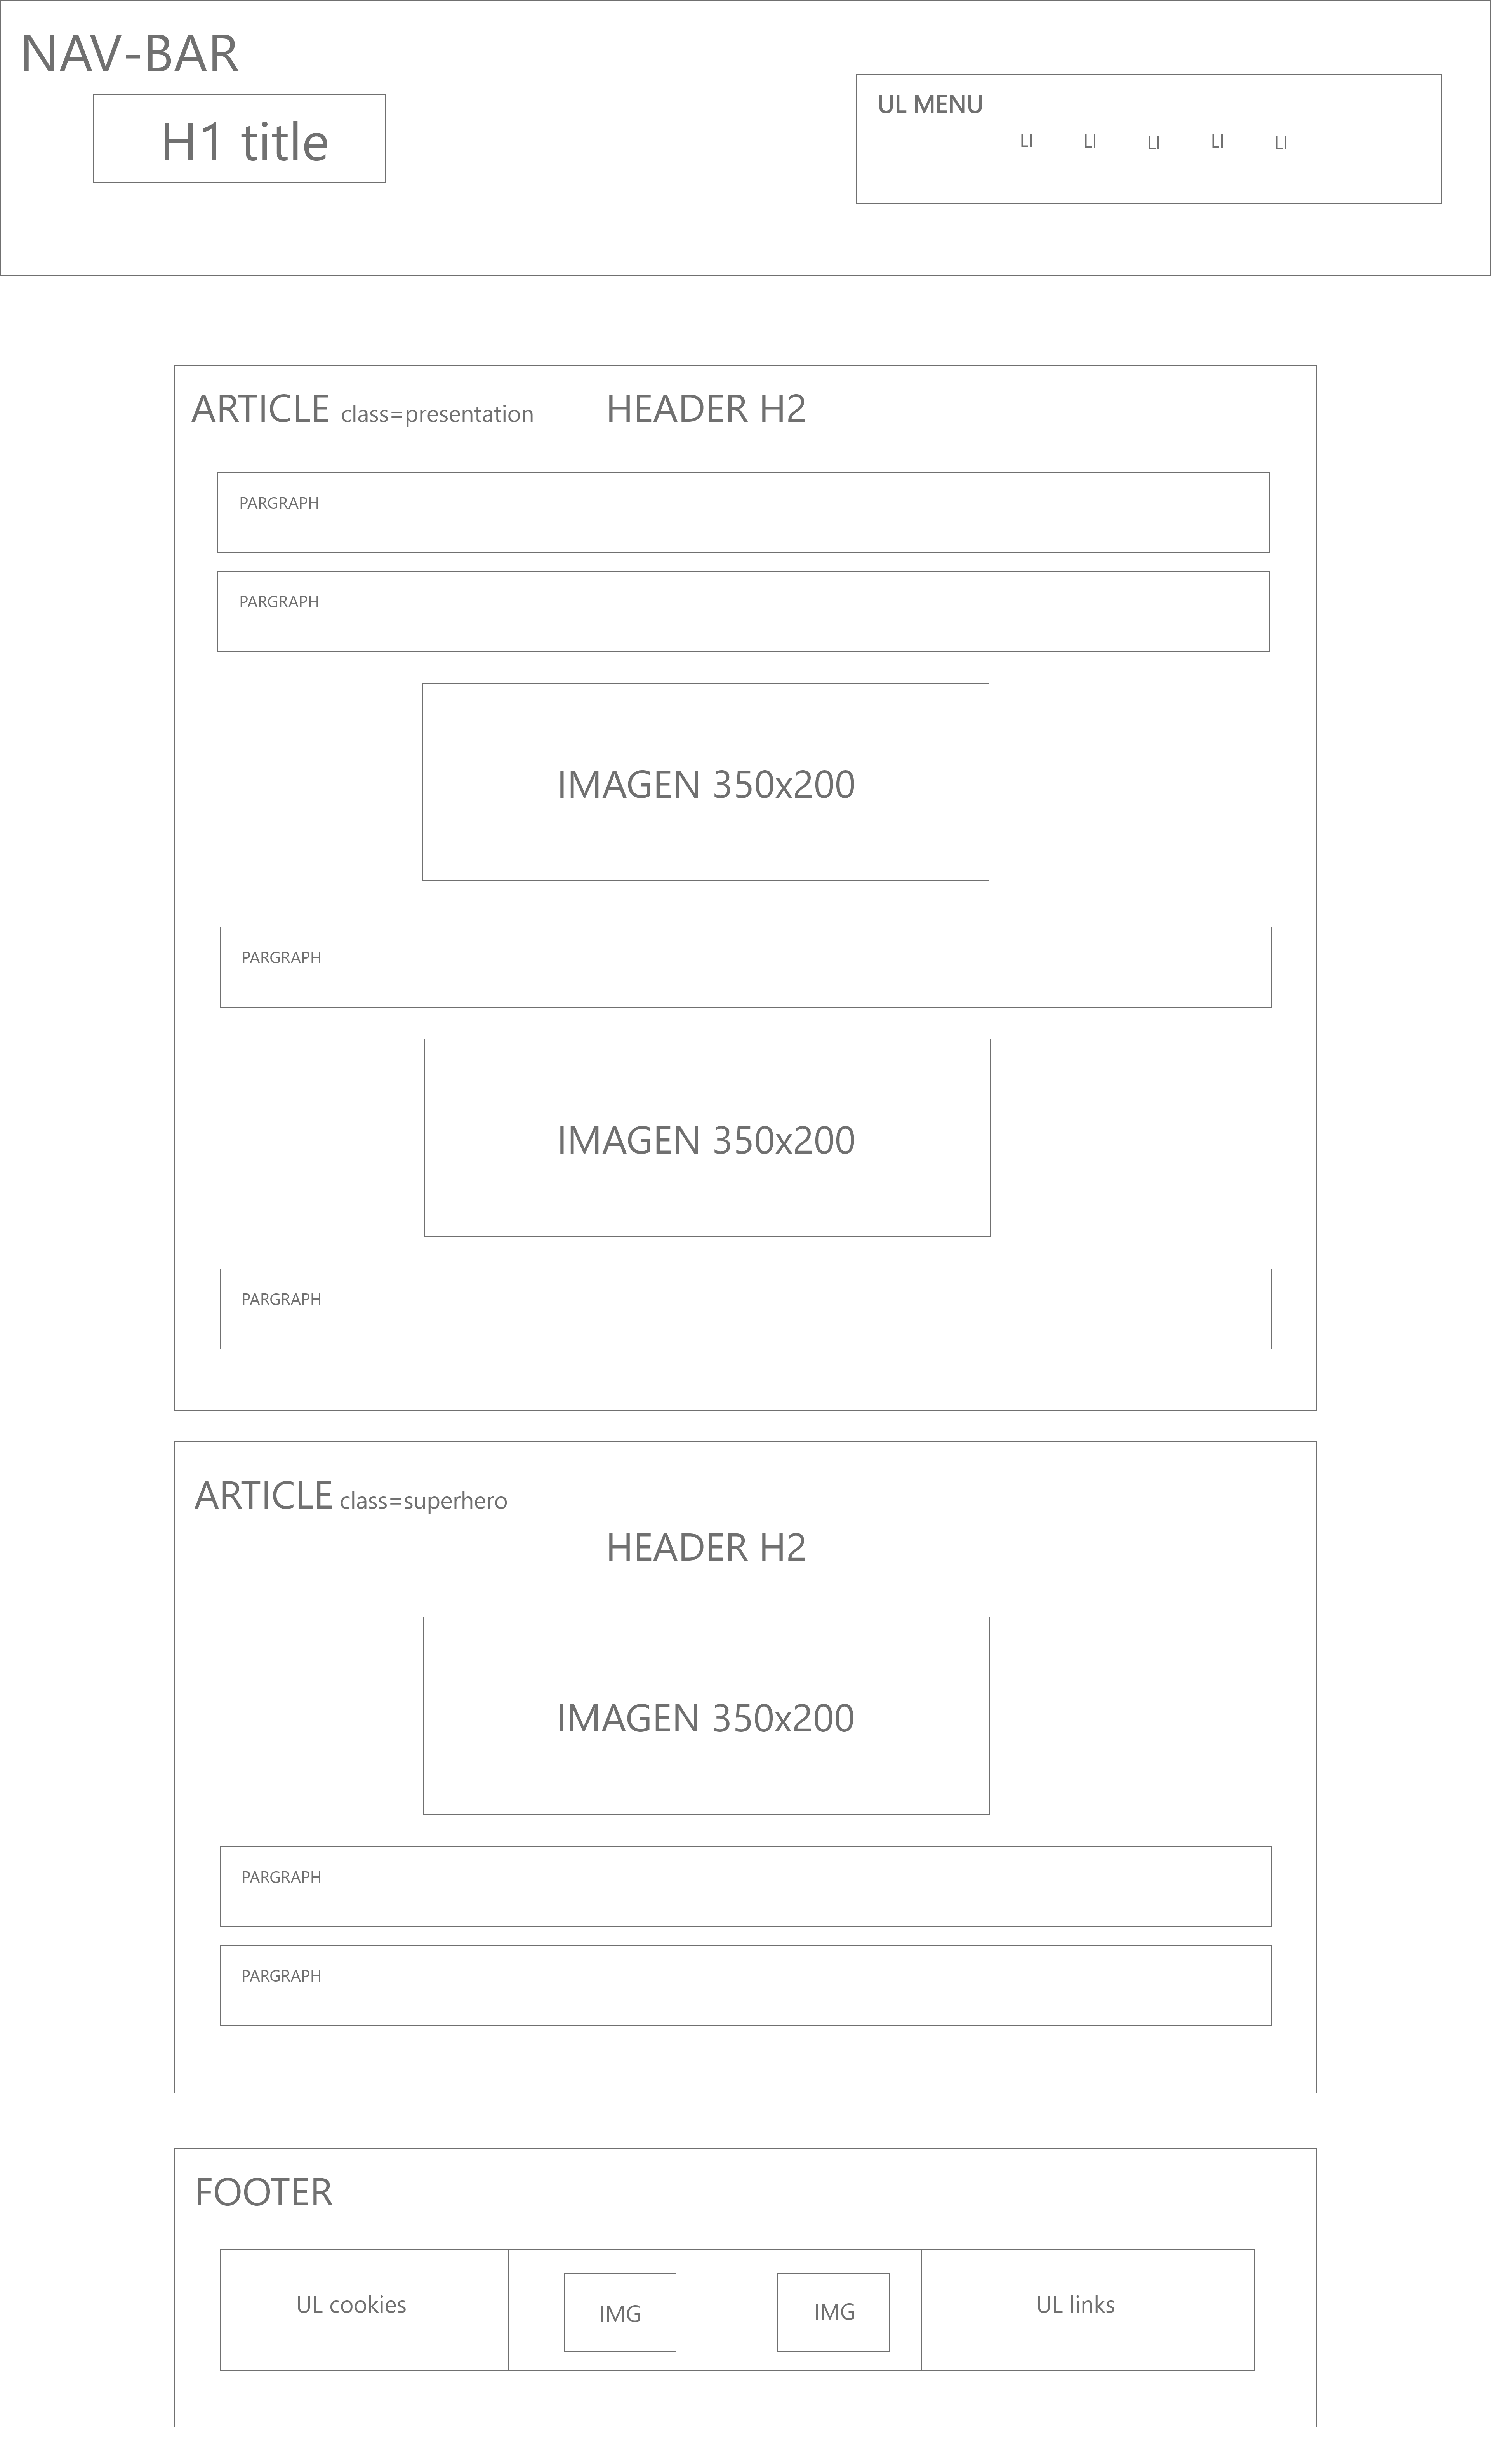 NAV-BAR
H1 title
UL MENU
LI LI LI LI LI
ARTICLE class=presentation HEADER H2
PARGRAPH
PARGRAPH
IMAGEN 350x200
PARGRAPH
IMAGEN 350x200
PARGRAPH
ARTICLE class=superhero
HEADER H2
IMAGEN 350x200
PARGRAPH
PARGRAPH
FOOTER
UL cookies IMG IMG UL links